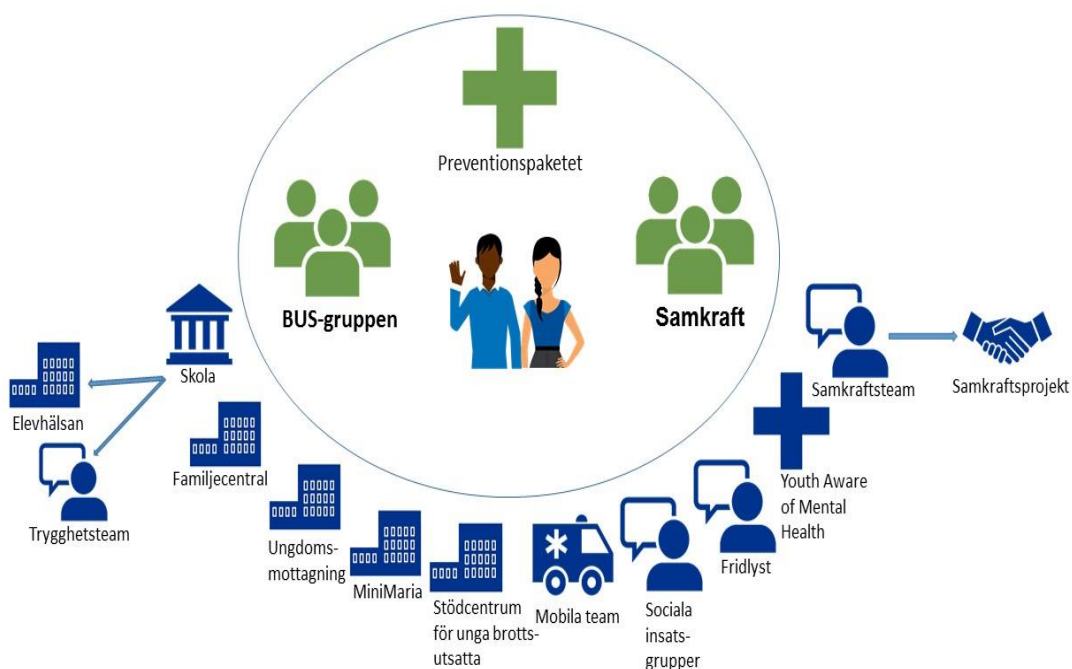 Preventionspaketet
BUS-gruppen
Samkraft
Skola
Elevhälsan
Trygghetsteam
Familjecentral
Ungdoms-
mottagning
MiniMaria
Stödcentrum
för unga brotts-
utsatta
Mobila team
Sociala
insats-
grupper
Fridlyst
Youth Aware
of Mental
Health
Samkraftsteam
Samkraftsprojekt